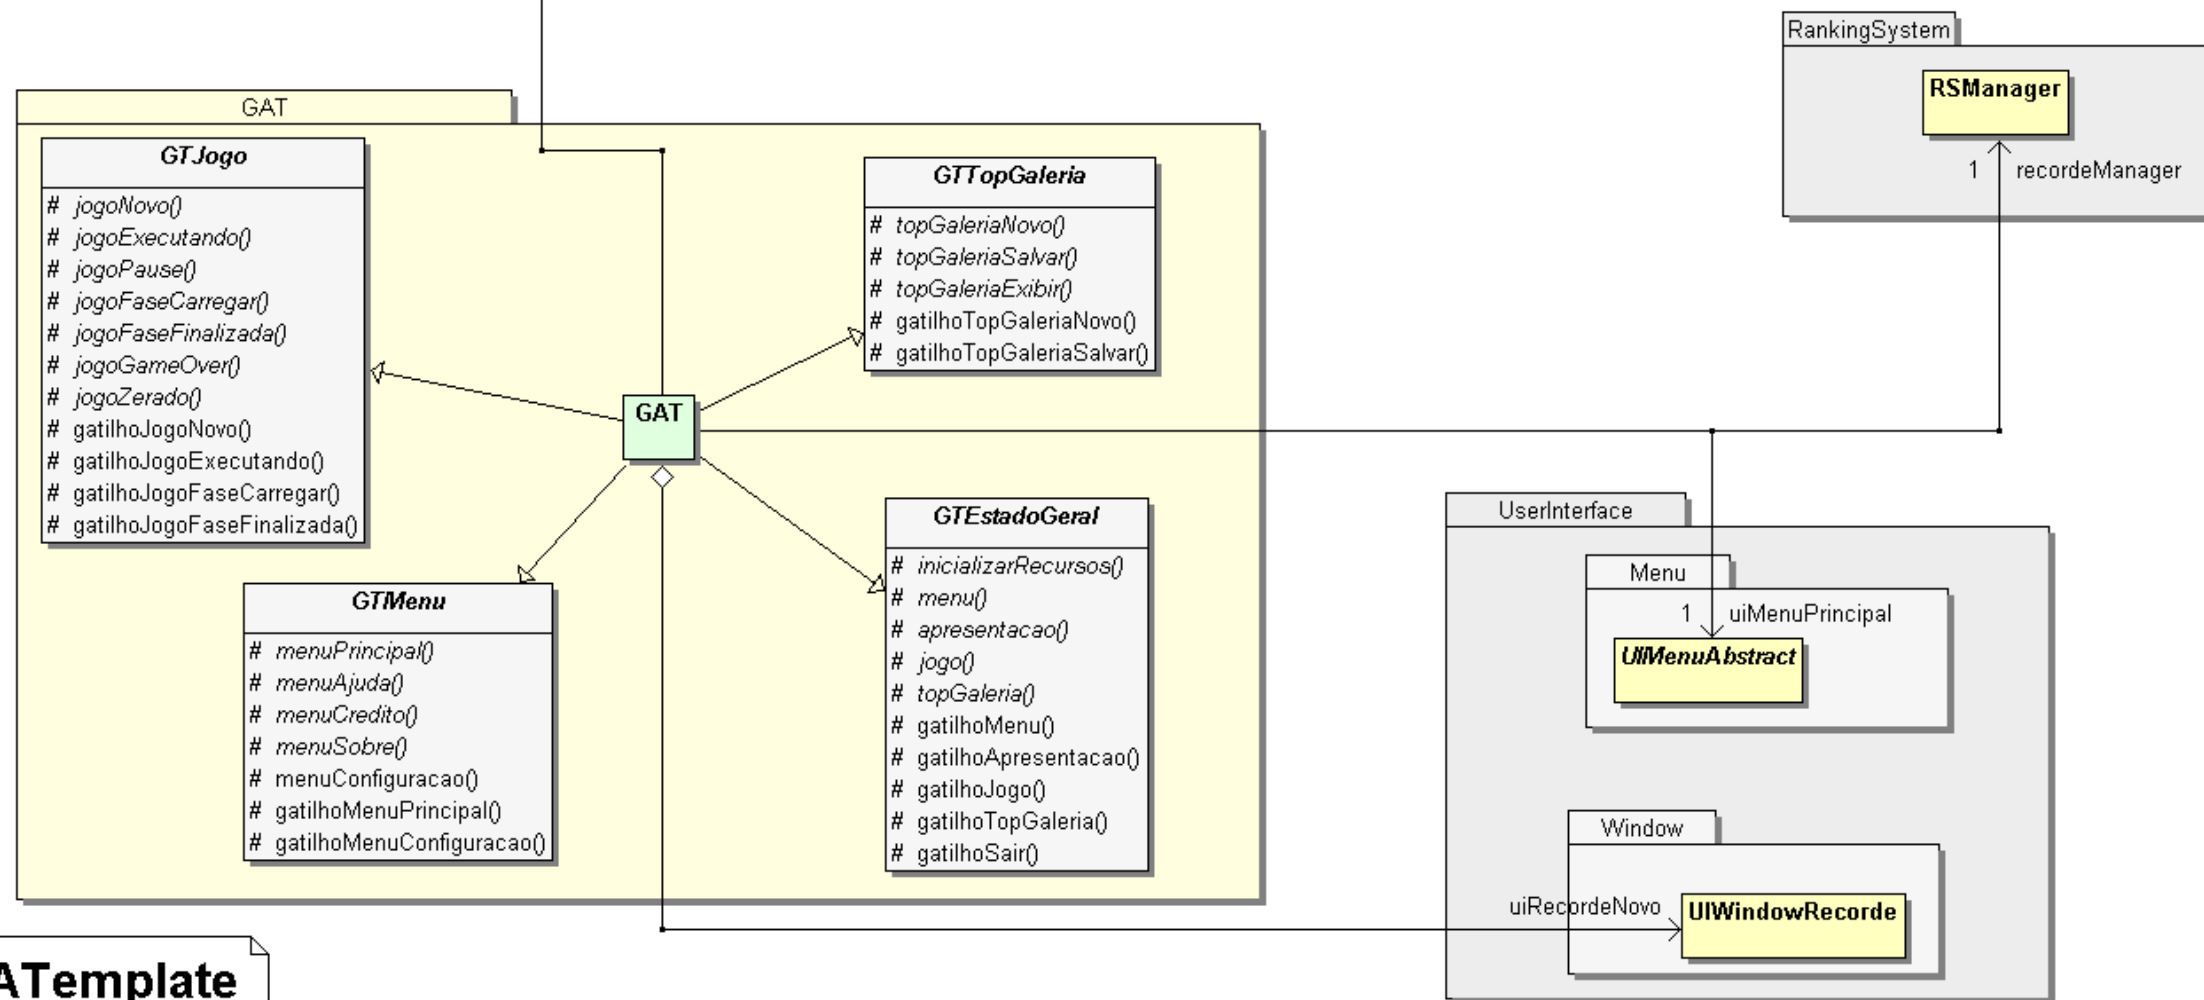 RankingSystem
RSManager
1 recordeManager
GAT
GTJogo
# jogoNovo()
# jogoExecutando()
# jogoPause()
# jogoFaseCarregar()
# jogoFaseFinalizada()
# jogoGameOver()
# jogoZerado()
# gatilhoJogoNovo()
# gatilhoJogoExecutando()
# gatilhoJogoFaseCarregar()
# gatilhoJogoFaseFinalizada()
GTTopGaleria
# topGaleriaNovo()
# topGaleriaSalvar()
# topGaleriaExibir()
# gatilhoTopGaleriaNovo()
# gatilhoTopGaleriaSalvar()
GAT
GTMenu
# menuPrincipal()
# menuAjuda()
# menuCredito()
# menuSobre()
# menuConfiguracao()
# gatilhoMenuPrincipal()
# gatilhoMenuConfiguracao()
GTEstadoGeral
# inicializarRecursos()
# menu()
# apresentacao()
# jogo()
# topGaleria()
# gatilhoMenu()
# gatilhoApresentacao()
# gatilhoJogo()
# gatilhoTopGaleria()
# gatilhoSair()
UserInterface
Menu
1 uiMenuPrincipal
UIMenuAbstract
Window
uiRecordeNovo
UIWindowRecorde
ATemplate